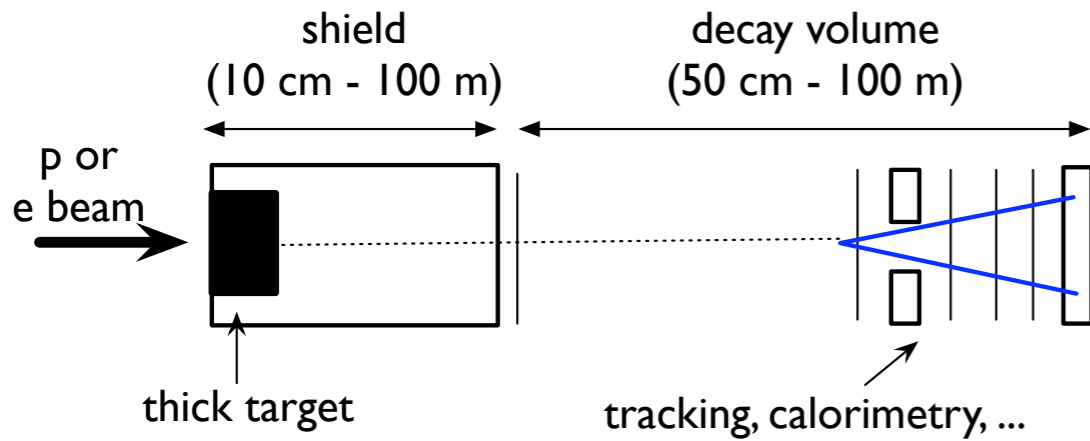 shield
(10 cm - 100 m)
decay volume
(50 cm - 100 m)
p or
e beam
thick target
tracking, calorimetry, ...